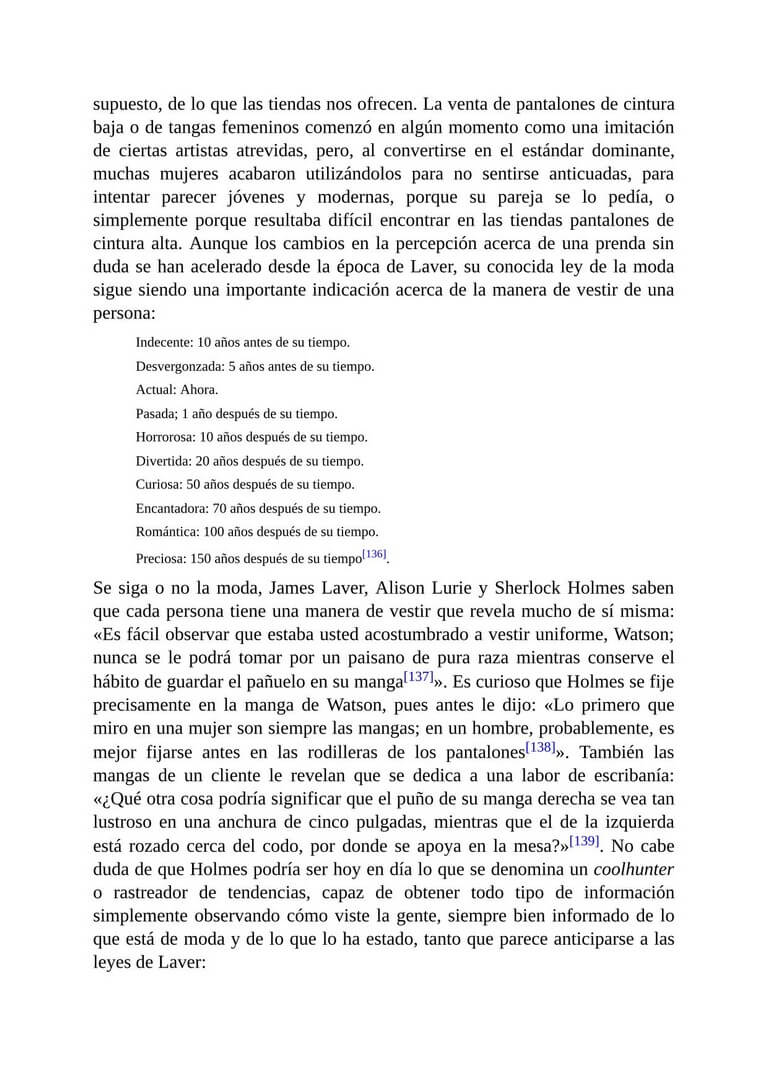 supuesto, de lo que las tiendas nos ofrecen. La venta de pantalones de cintura
baja o de tangas femeninos comenzó en algún momento como una imitación
de ciertas artistas atrevidas, pero, al convertirse en el estándar dominante,
muchas mujeres acabaron utilizándolos para no sentirse anticuadas, para
intentar parecer jóvenes y modernas, porque su pareja se lo pedía, o
simplemente porque resultaba difícil encontrar en las tiendas pantalones de
cintura alta. Aunque los cambios en la percepción acerca de una prenda sin
duda se han acelerado desde la época de Laver, su conocida ley de la moda
sigue siendo una importante indicación acerca de la manera de vestir de una
persona:
Indecente: 10 años antes de su tiempo.
Desvergonzada: 5 años antes de su tiempo.
Actual: Ahora.
Pasada; 1 año después de su tiempo.
Horrorosa: 10 años después de su tiempo.
Divertida: 20 años después de su tiempo.
Curiosa: 50 años después de su tiempo.
Encantadora: 70 años después de su tiempo.
Romántica: 100 años después de su tiempo.
Preciosa: 150 años después de su tiempo[136].
Se siga o no la moda, James Laver, Alison Lurie y Sherlock Holmes saben
que cada persona tiene una manera de vestir que revela mucho de sí misma:
«Es fácil observar que estaba usted acostumbrado a vestir uniforme, Watson;
nunca se le podrá tomar por un paisano de pura raza mientras conserve el
hábito de guardar el pañuelo en su manga[137]». Es curioso que Holmes se fije
precisamente en la manga de Watson, pues antes le dijo: «Lo primero que
miro en una mujer son siempre las mangas; en un hombre, probablemente, es
mejor fijarse antes en las rodilleras de los pantalones[138]». También las
mangas de un cliente le revelan que se dedica a una labor de escribanía:
«¿Qué otra cosa podría significar que el puño de su manga derecha se vea tan
lustroso en una anchura de cinco pulgadas, mientras que el de la izquierda
está rozado cerca del codo, por donde se apoya en la mesa?»[139]. No cabe
duda de que Holmes podría ser hoy en día lo que se denomina un coolhunter
o rastreador de tendencias, capaz de obtener todo tipo de información
simplemente observando cómo viste la gente, siempre bien informado de lo
que está de moda y de lo que lo ha estado, tanto que parece anticiparse a las
leyes de Laver: